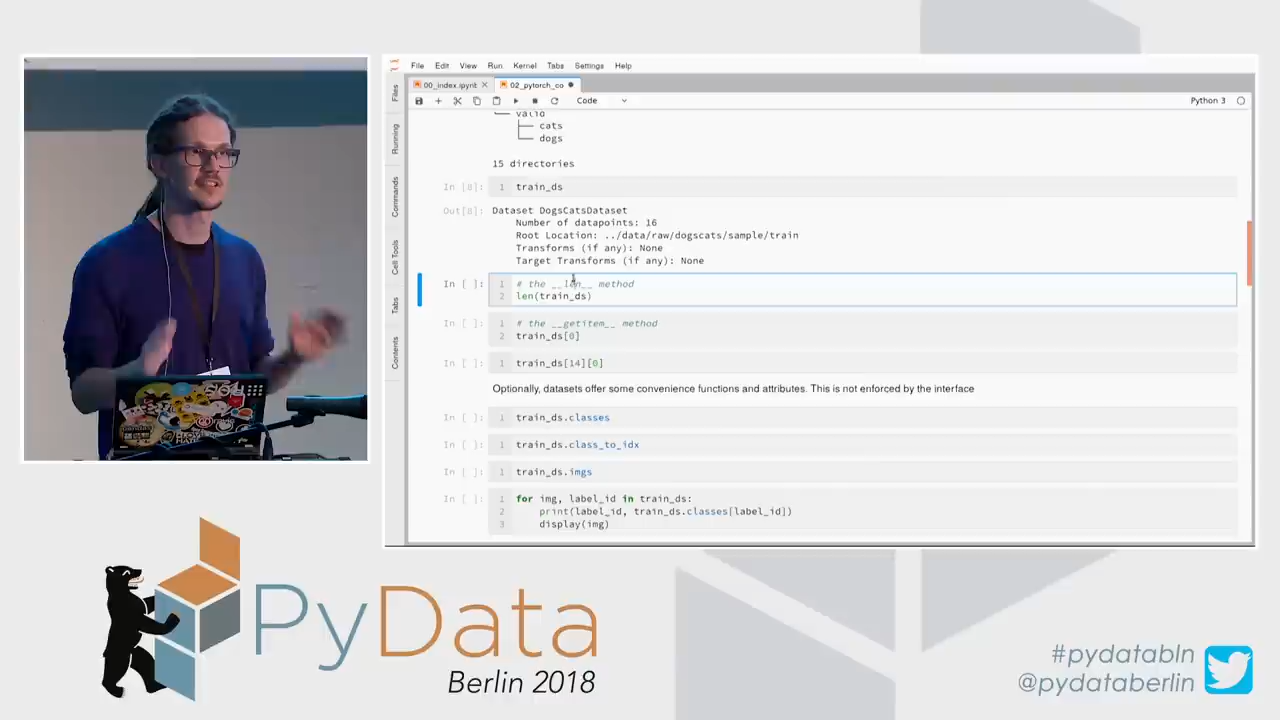 File Edit View Run Kernel Tabs Settings Help
00_index.ipynb
02_pytorch_co
Code
Python 3
Files
Running
Commands
Cell Tools
Tabs
Contents
valid
cats
dogs
15 directories
In [8]: 1 train_ds
Out[8]: Dataset DogsCatsDataset
Number of datapoints: 16
Root Location: ../data/raw/dogscats/sample/train
Transforms (if any): None
Target Transforms (if any): None
In [ ]: 1 # the __len__ method
2 len(train_ds)
In [ ]: 1 # the __getitem__ method
2 train_ds[0]
In [ ]: 1 train_ds[14][0]
Optionally, datasets offer some convenience functions and attributes. This is not enforced by the interface
In [ ]: 1 train_ds.classes
In [ ]: 1 train_ds.class_to_idx
In [ ]: 1 train_ds.imgs
In [ ]: 1 for img, label_id in train_ds:
2 print(label_id, train_ds.classes[label_id])
3 display(img)
PyData
Berlin 2018
#pydatabln
@pydataberlin